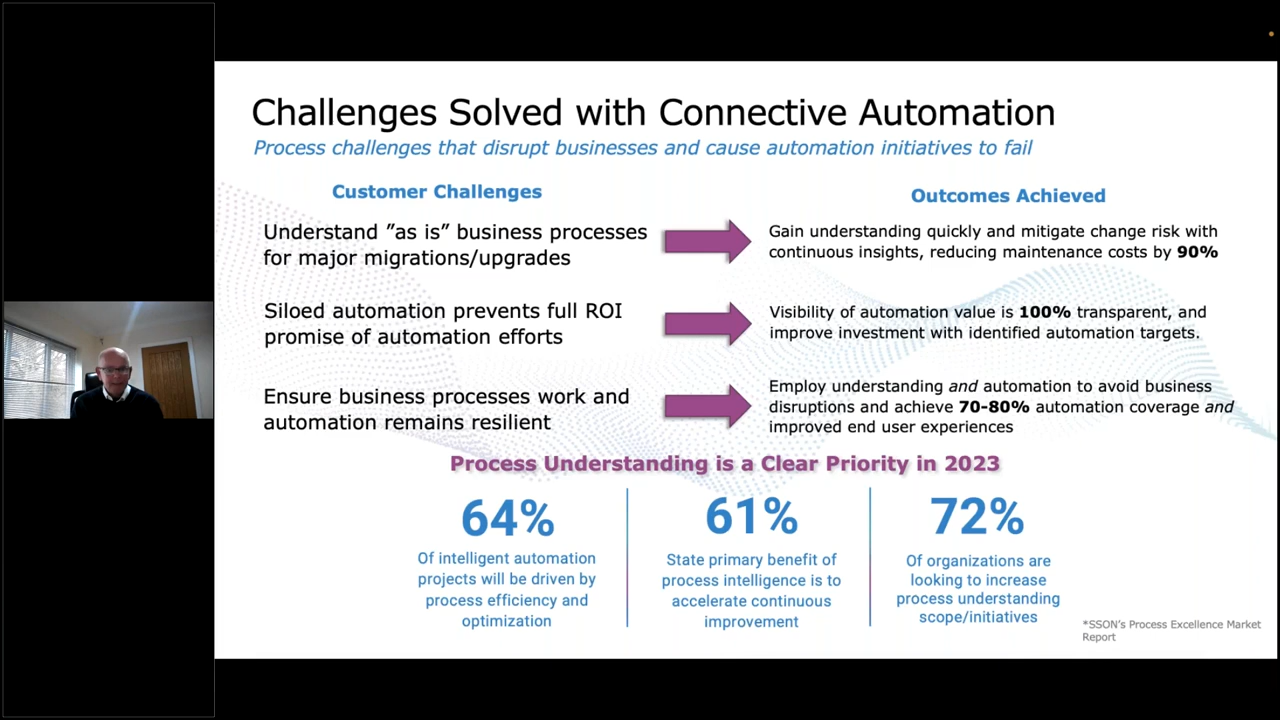 Challenges Solved with Connective Automation
Process challenges that disrupt businesses and cause automation initiatives to fail
Customer Challenges
Understand ”as is” business processes
for major migrations/upgrades
Siloed automation prevents full ROI
promise of automation efforts
Ensure business processes work and
automation remains resilient
Outcomes Achieved
Gain understanding quickly and mitigate change risk with
continuous insights, reducing maintenance costs by 90%
Visibility of automation value is 100% transparent, and
improve investment with identified automation targets.
Employ understanding and automation to avoid business
disruptions and achieve 70-80% automation coverage and
improved end user experiences
Process Understanding is a Clear Priority in 2023
64%
Of intelligent automation
projects will be driven by
process efficiency and
optimization
61%
State primary benefit of
process intelligence is to
accelerate continuous
improvement
72%
Of organizations are
looking to increase
process understanding
scope/initiatives
*SSON’s Process Excellence Market
Report